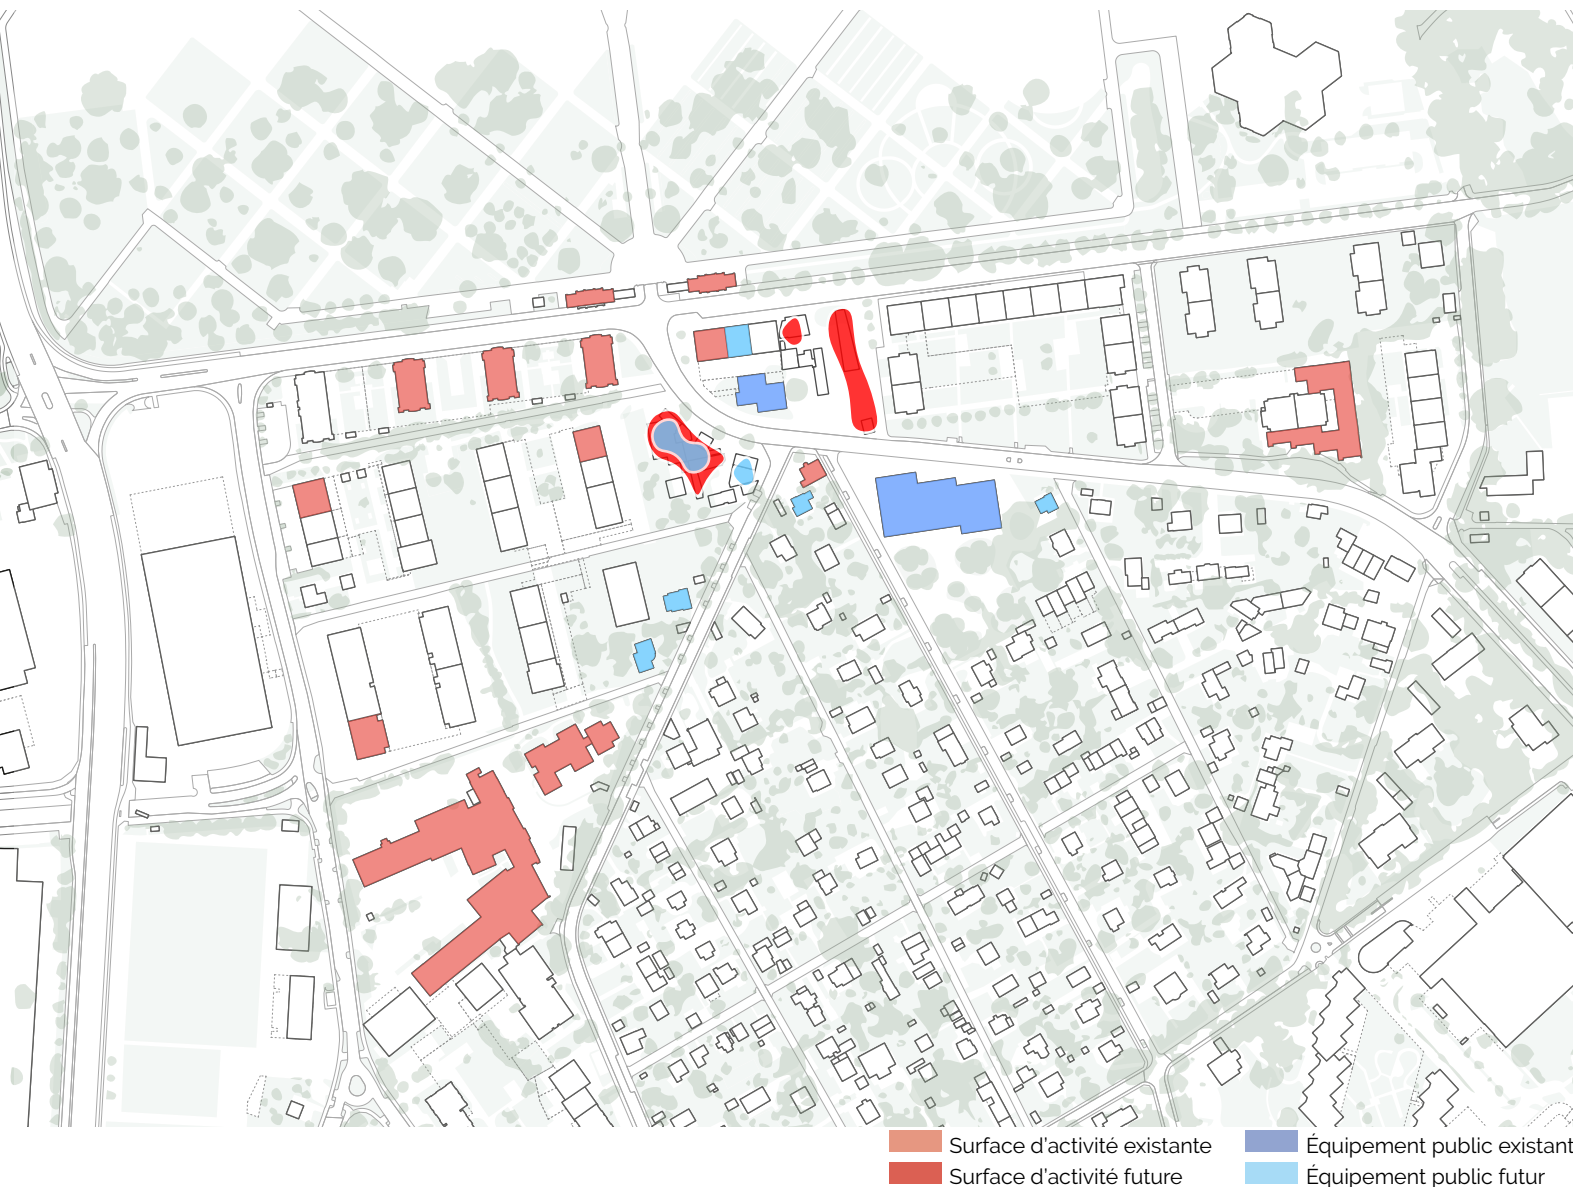 Surface d'activité existante
Équipement public existant
Surface d'activité future
Équipement public futur